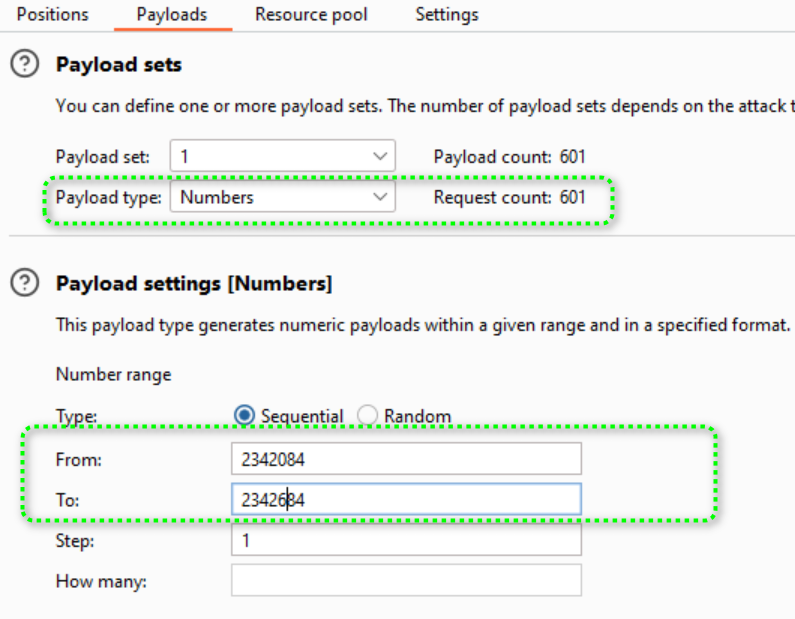 Positions Payloads Resource pool Settings
? Payload sets
You can define one or more payload sets. The number of payload sets depends on the attack t
Payload set: 1 Payload count: 601
Payload type: Numbers Request count: 601
? Payload settings [Numbers]
This payload type generates numeric payloads within a given range and in a specified format.
Number range
Type: Sequential Random
From: 2342084
To: 2342684
Step: 1
How many: